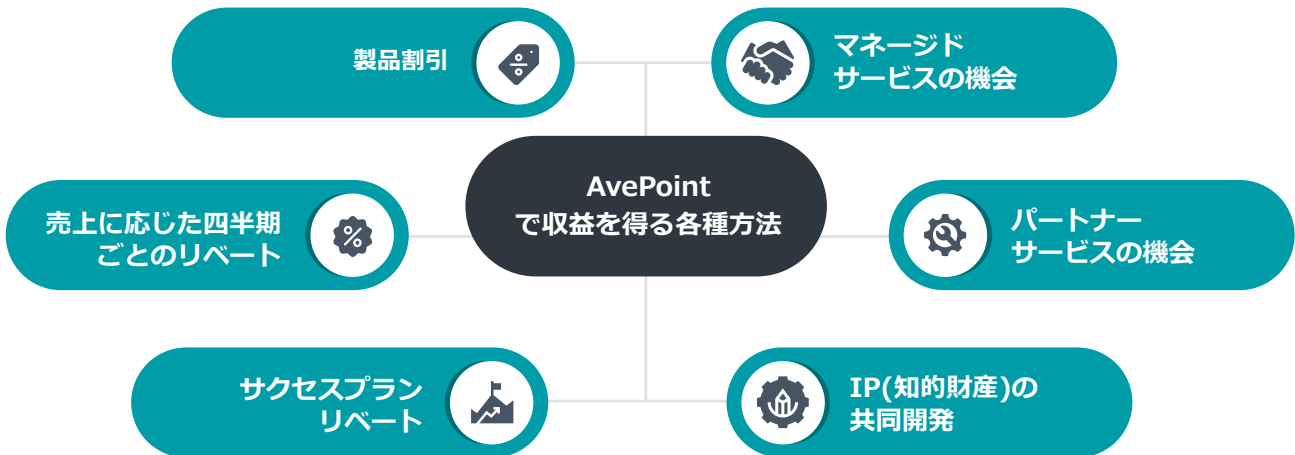 製品割引
マネージド
サービスの機会
AvePoint
で収益を得る各種方法
売上に応じた四半期
ごとのリベート
パートナー
サービスの機会
サクセスプラン
リベート
IP(知的財産)の
共同開発